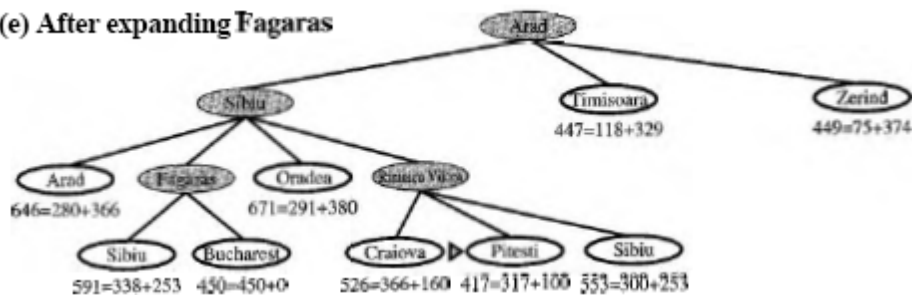 (e) After expanding Fagaras
Arad
Sibiu
Timisoara
Zerind
447=118+329
449=75+374
Arad
Fagaras
Oradea
Rimnicu Vilcea
646=280+366
671=291+380
Sibiu
Bucharest
Craiova
Pitesti
Sibiu
591=338+253
450=450+0
526=366+160
417=317+100
553=300+253